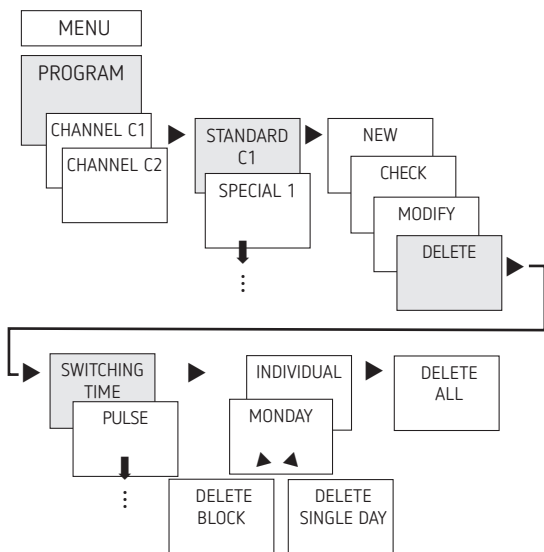 MENU
PROGRAM
CHANNEL C1
CHANNEL C2
STANDARD
C1
SPECIAL 1
NEW
CHECK
MODIFY
DELETE
SWITCHING
TIME
PULSE
INDIVIDUAL
MONDAY
DELETE
ALL
DELETE
BLOCK
DELETE
SINGLE DAY